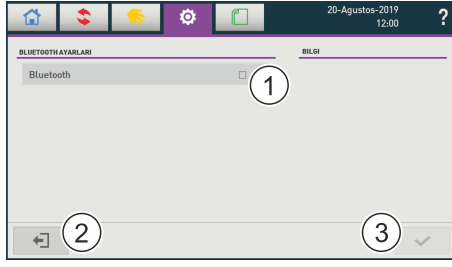 20-Agustos-2019
12:00
?
BLUETOOTH AYARLARI
BILGI
Bluetooth
1
2
3